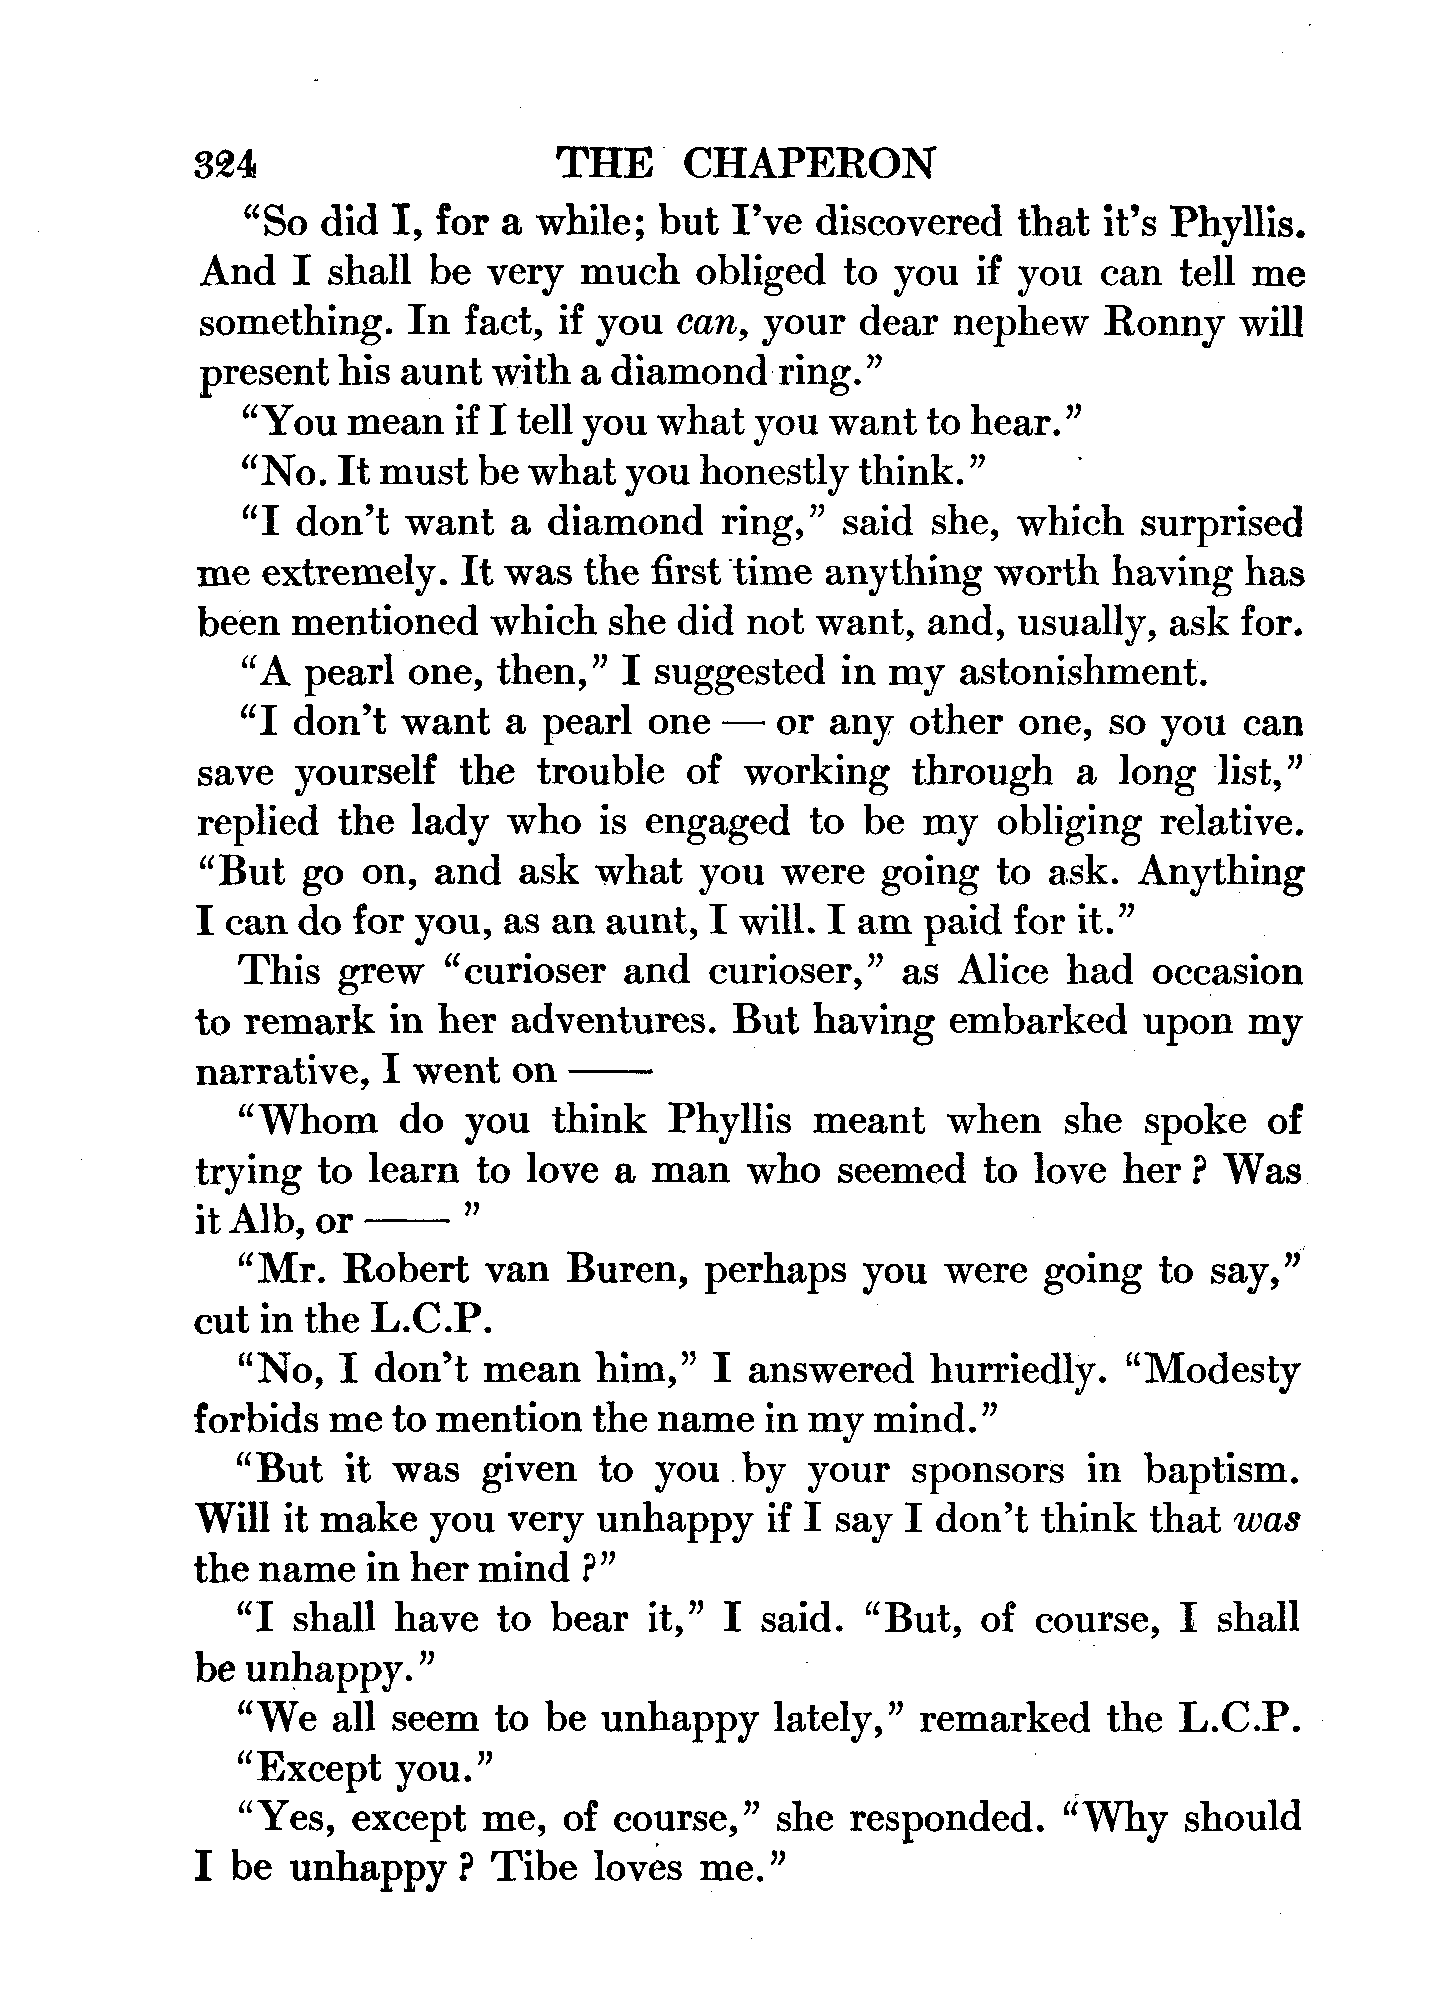 324 THE CHAPERON
“So did I, for a while; but I’ve discovered that it’s Phyllis.
And I shall be very much obliged to you if you can tell me
something. In fact, if you can, your dear nephew Ronny will
present his aunt with a diamond ring.”
“You mean if I tell you what you want to hear.”
“No. It must be what you honestly think.”
“I don’t want a diamond ring,” said she, which surprised
me extremely. It was the first time anything worth having has
been mentioned which she did not want, and, usually, ask for.
“A pearl one, then,” I suggested in my astonishment.
“I don’t want a pearl one — or any other one, so you can
save yourself the trouble of working through a long list,”
replied the lady who is engaged to be my obliging relative.
“But go on, and ask what you were going to ask. Anything
I can do for you, as an aunt, I will. I am paid for it.”
This grew “curioser and curioser,” as Alice had occasion
to remark in her adventures. But having embarked upon my
narrative, I went on ——
“Whom do you think Phyllis meant when she spoke of
trying to learn to love a man who seemed to love her ? Was
it Alb, or —— ”
“Mr. Robert van Buren, perhaps you were going to say,”
cut in the L.C.P.
“No, I don’t mean him,” I answered hurriedly. “Modesty
forbids me to mention the name in my mind.”
“But it was given to you by your sponsors in baptism.
Will it make you very unhappy if I say I don’t think that was
the name in her mind ?”
“I shall have to bear it,” I said. “But, of course, I shall
be unhappy.”
“We all seem to be unhappy lately,” remarked the L.C.P.
“Except you.”
“Yes, except me, of course,” she responded. “Why should
I be unhappy ? Tibe loves me.”